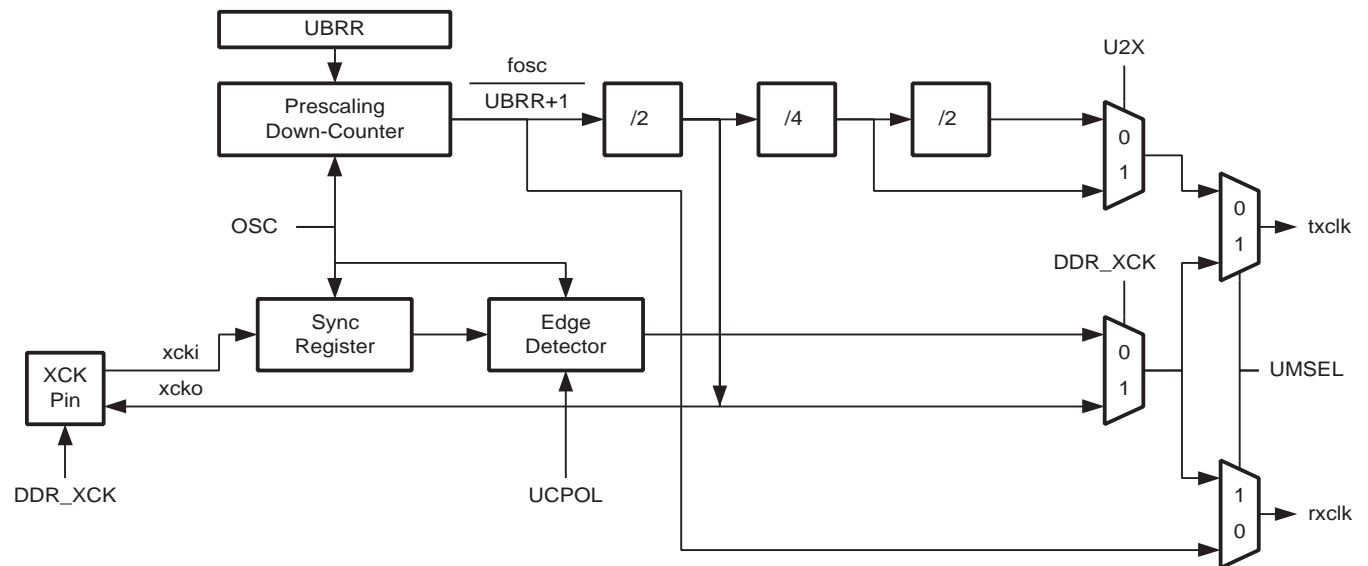 UBRR
U2X
fosc
UBRR+1
Prescaling
Down-Counter
/2
/4
/2
0
1
OSC
0
1
txclk
DDR_XCK
Sync
Register
Edge
Detector
xcki
XCK
Pin
xcko
0
1
UMSEL
DDR_XCK
UCPOL
1
0
rxclk